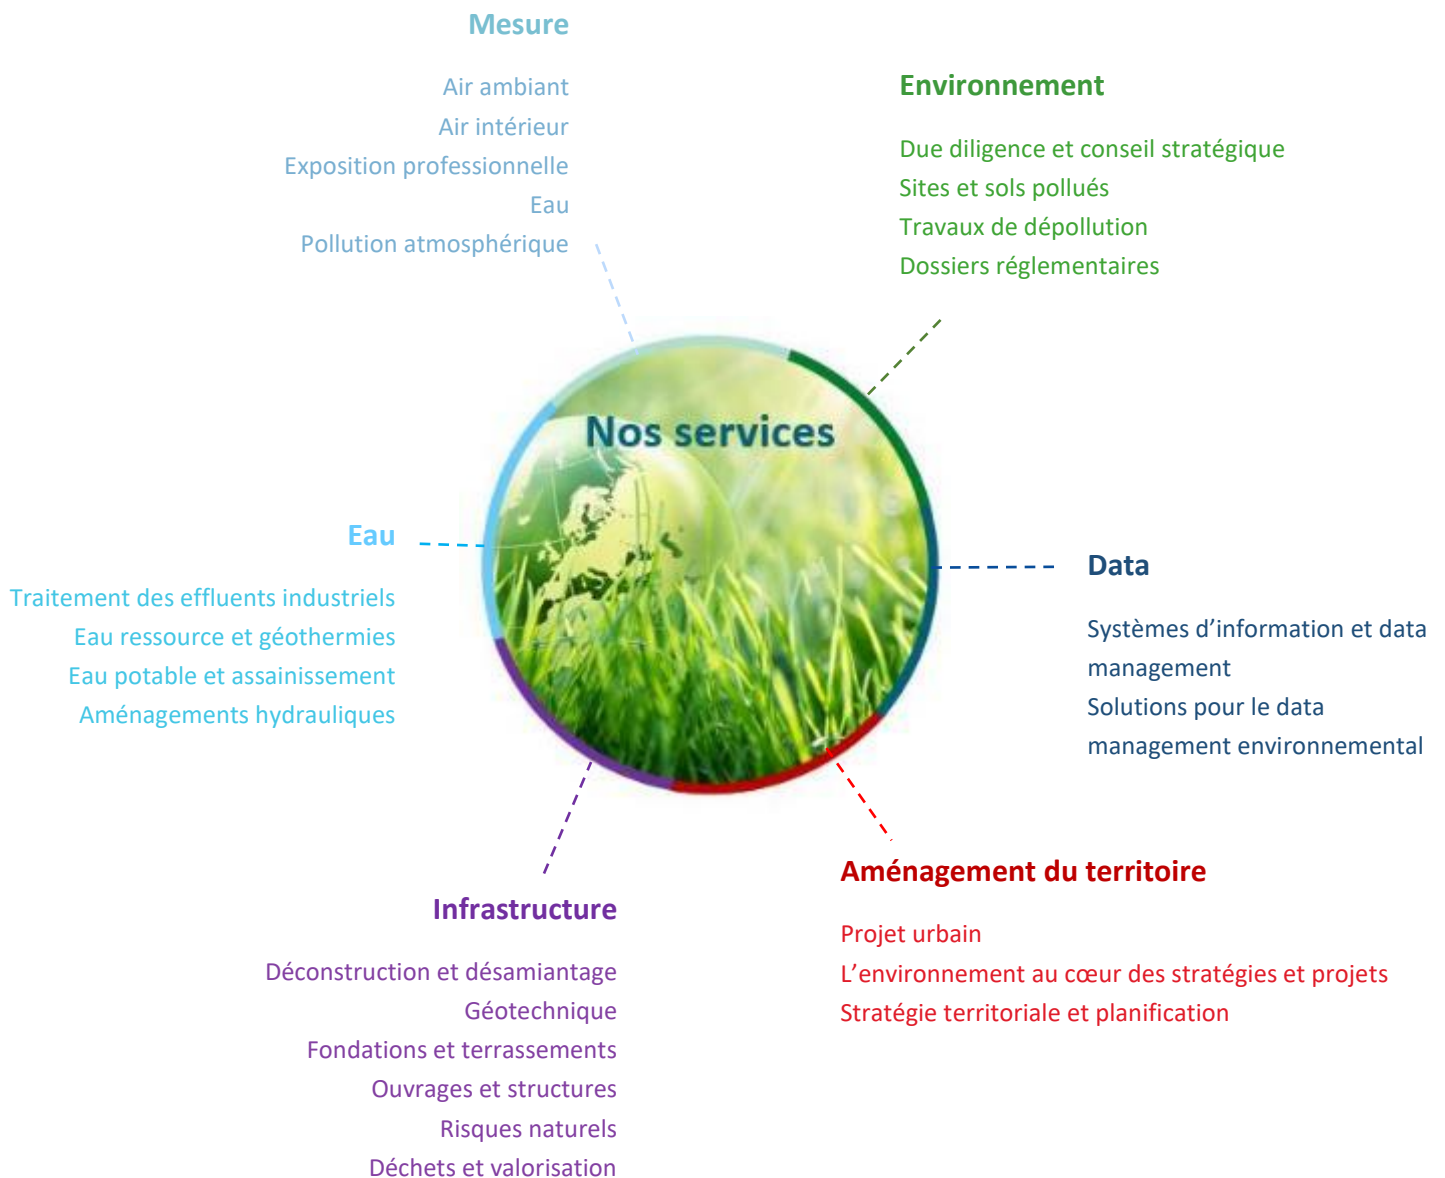 Mesure
Air ambiant
Air intérieur
Exposition professionnelle
Eau
Pollution atmosphérique
Environnement
Due diligence et conseil stratégique
Sites et sols pollués
Travaux de dépollution
Dossiers réglementaires
Nos services
Eau
Traitement des effluents industriels
Eau ressource et géothermies
Eau potable et assainissement
Aménagements hydrauliques
Data
Systèmes d’information et data
management
Solutions pour le data
management environnemental
Aménagement du territoire
Projet urbain
L’environnement au cœur des stratégies et projets
Stratégie territoriale et planification
Infrastructure
Déconstruction et désamiantage
Géotechnique
Fondations et terrassements
Ouvrages et structures
Risques naturels
Déchets et valorisation